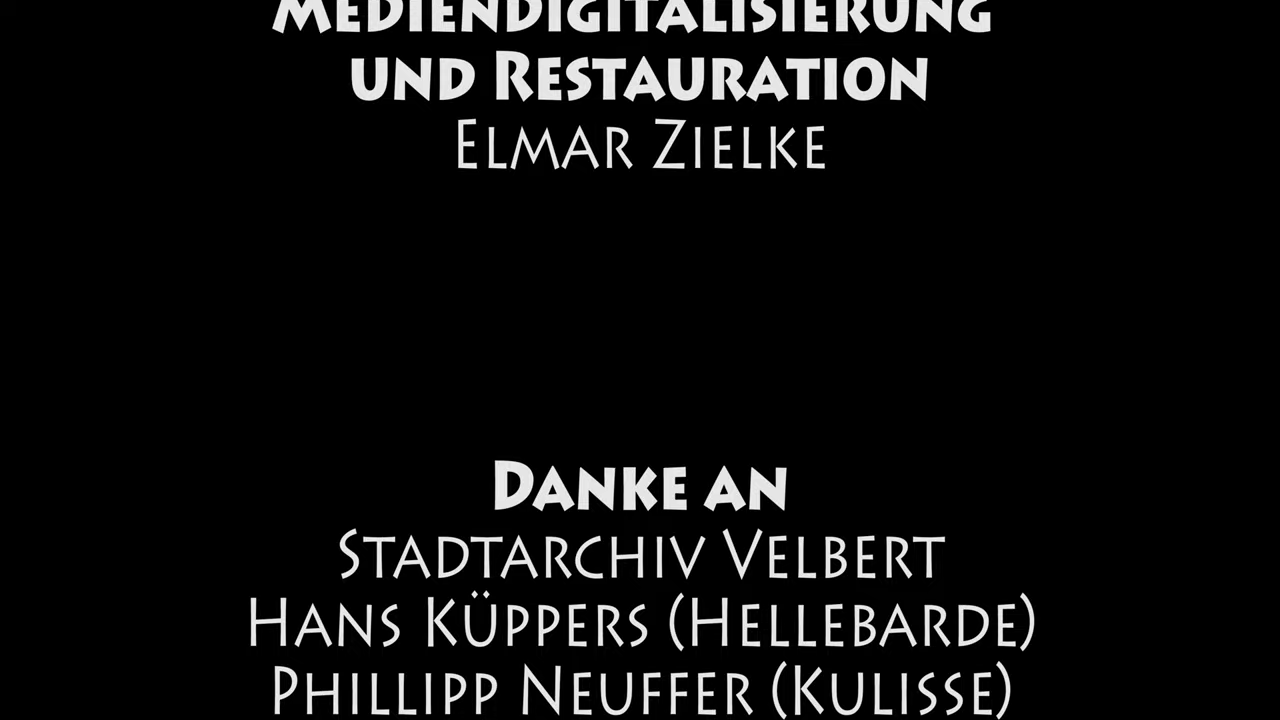 MEDIENDIGITALISIERUNG
UND RESTAURATION
ELMAR ZIELKE
DANKE AN
STADTARCHIV VELBERT
HANS KÜPPERS (HELLEBARDE)
PHILLIPP NEUFFER (KULISSE)